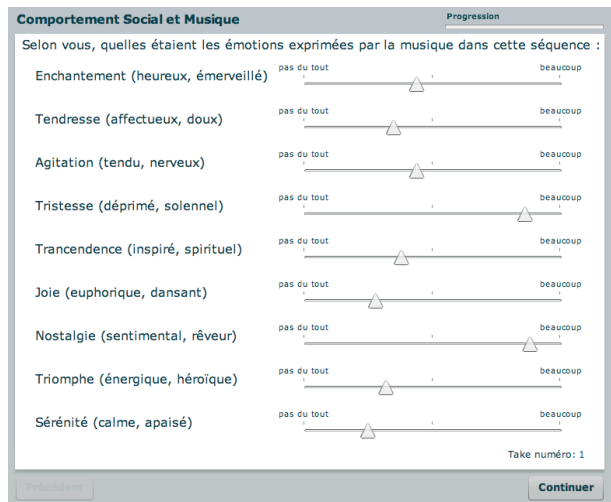 Comportement Social et Musique
Progression
Selon vous, quelles étaient les émotions exprimées par la musique dans cette séquence :
Enchantement (heureux, émerveillé)
pas du tout
beaucoup
Tendresse (affectueux, doux)
pas du tout
beaucoup
Agitation (tendu, nerveux)
pas du tout
beaucoup
Tristesse (déprimé, solennel)
pas du tout
beaucoup
Trancendence (inspiré, spirituel)
pas du tout
beaucoup
Joie (euphorique, dansant)
pas du tout
beaucoup
Nostalgie (sentimental, rêveur)
pas du tout
beaucoup
Triomphe (énergique, héroïque)
pas du tout
beaucoup
Sérénité (calme, apaisé)
pas du tout
beaucoup
Take numéro: 1
Précédent
Continuer